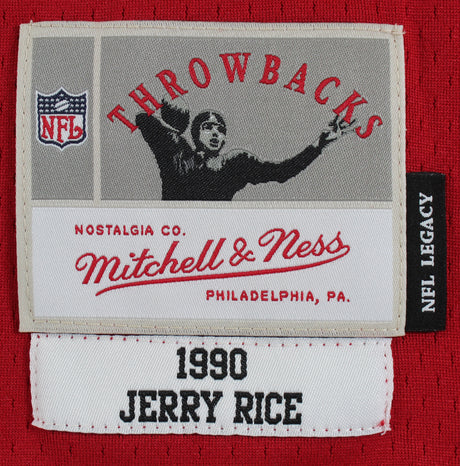 THROWBACKS
NFL
NOSTALGIA CO.
Mitchell & Ness
PHILADELPHIA, PA.
NFL LEGACY
1990
JERRY RICE